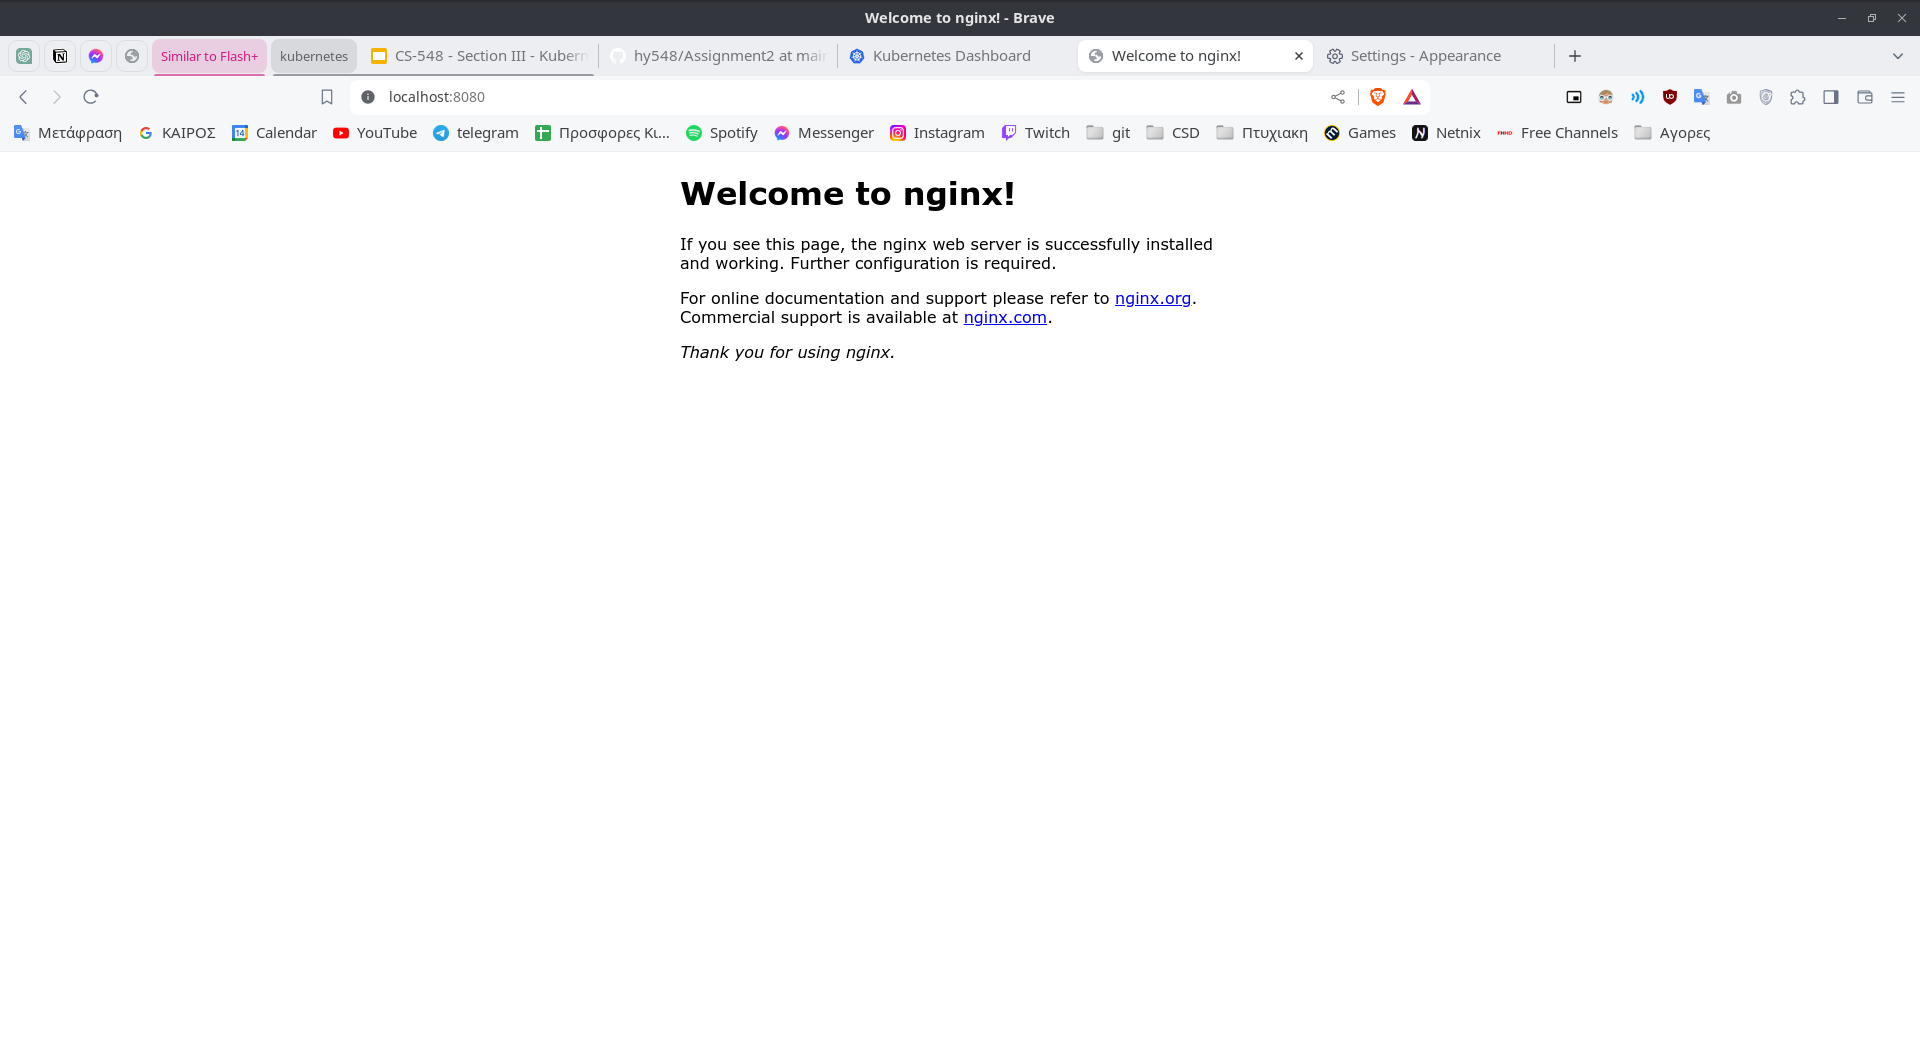 Welcome to nginx! - Brave
Similar to Flash+ kubernetes CS-548 - Section III - Kubern hy548/Assignment2 at main Kubernetes Dashboard Welcome to nginx! Settings - Appearance
localhost:8080
Μετάφραση ΚΑΙΡΟΣ Calendar YouTube telegram Προσφορες Κι... Spotify Messenger Instagram Twitch git CSD Πτυχιακη Games Netnix Free Channels Αγορες
Welcome to nginx!
If you see this page, the nginx web server is successfully installed
and working. Further configuration is required.
For online documentation and support please refer to nginx.org.
Commercial support is available at nginx.com.
Thank you for using nginx.